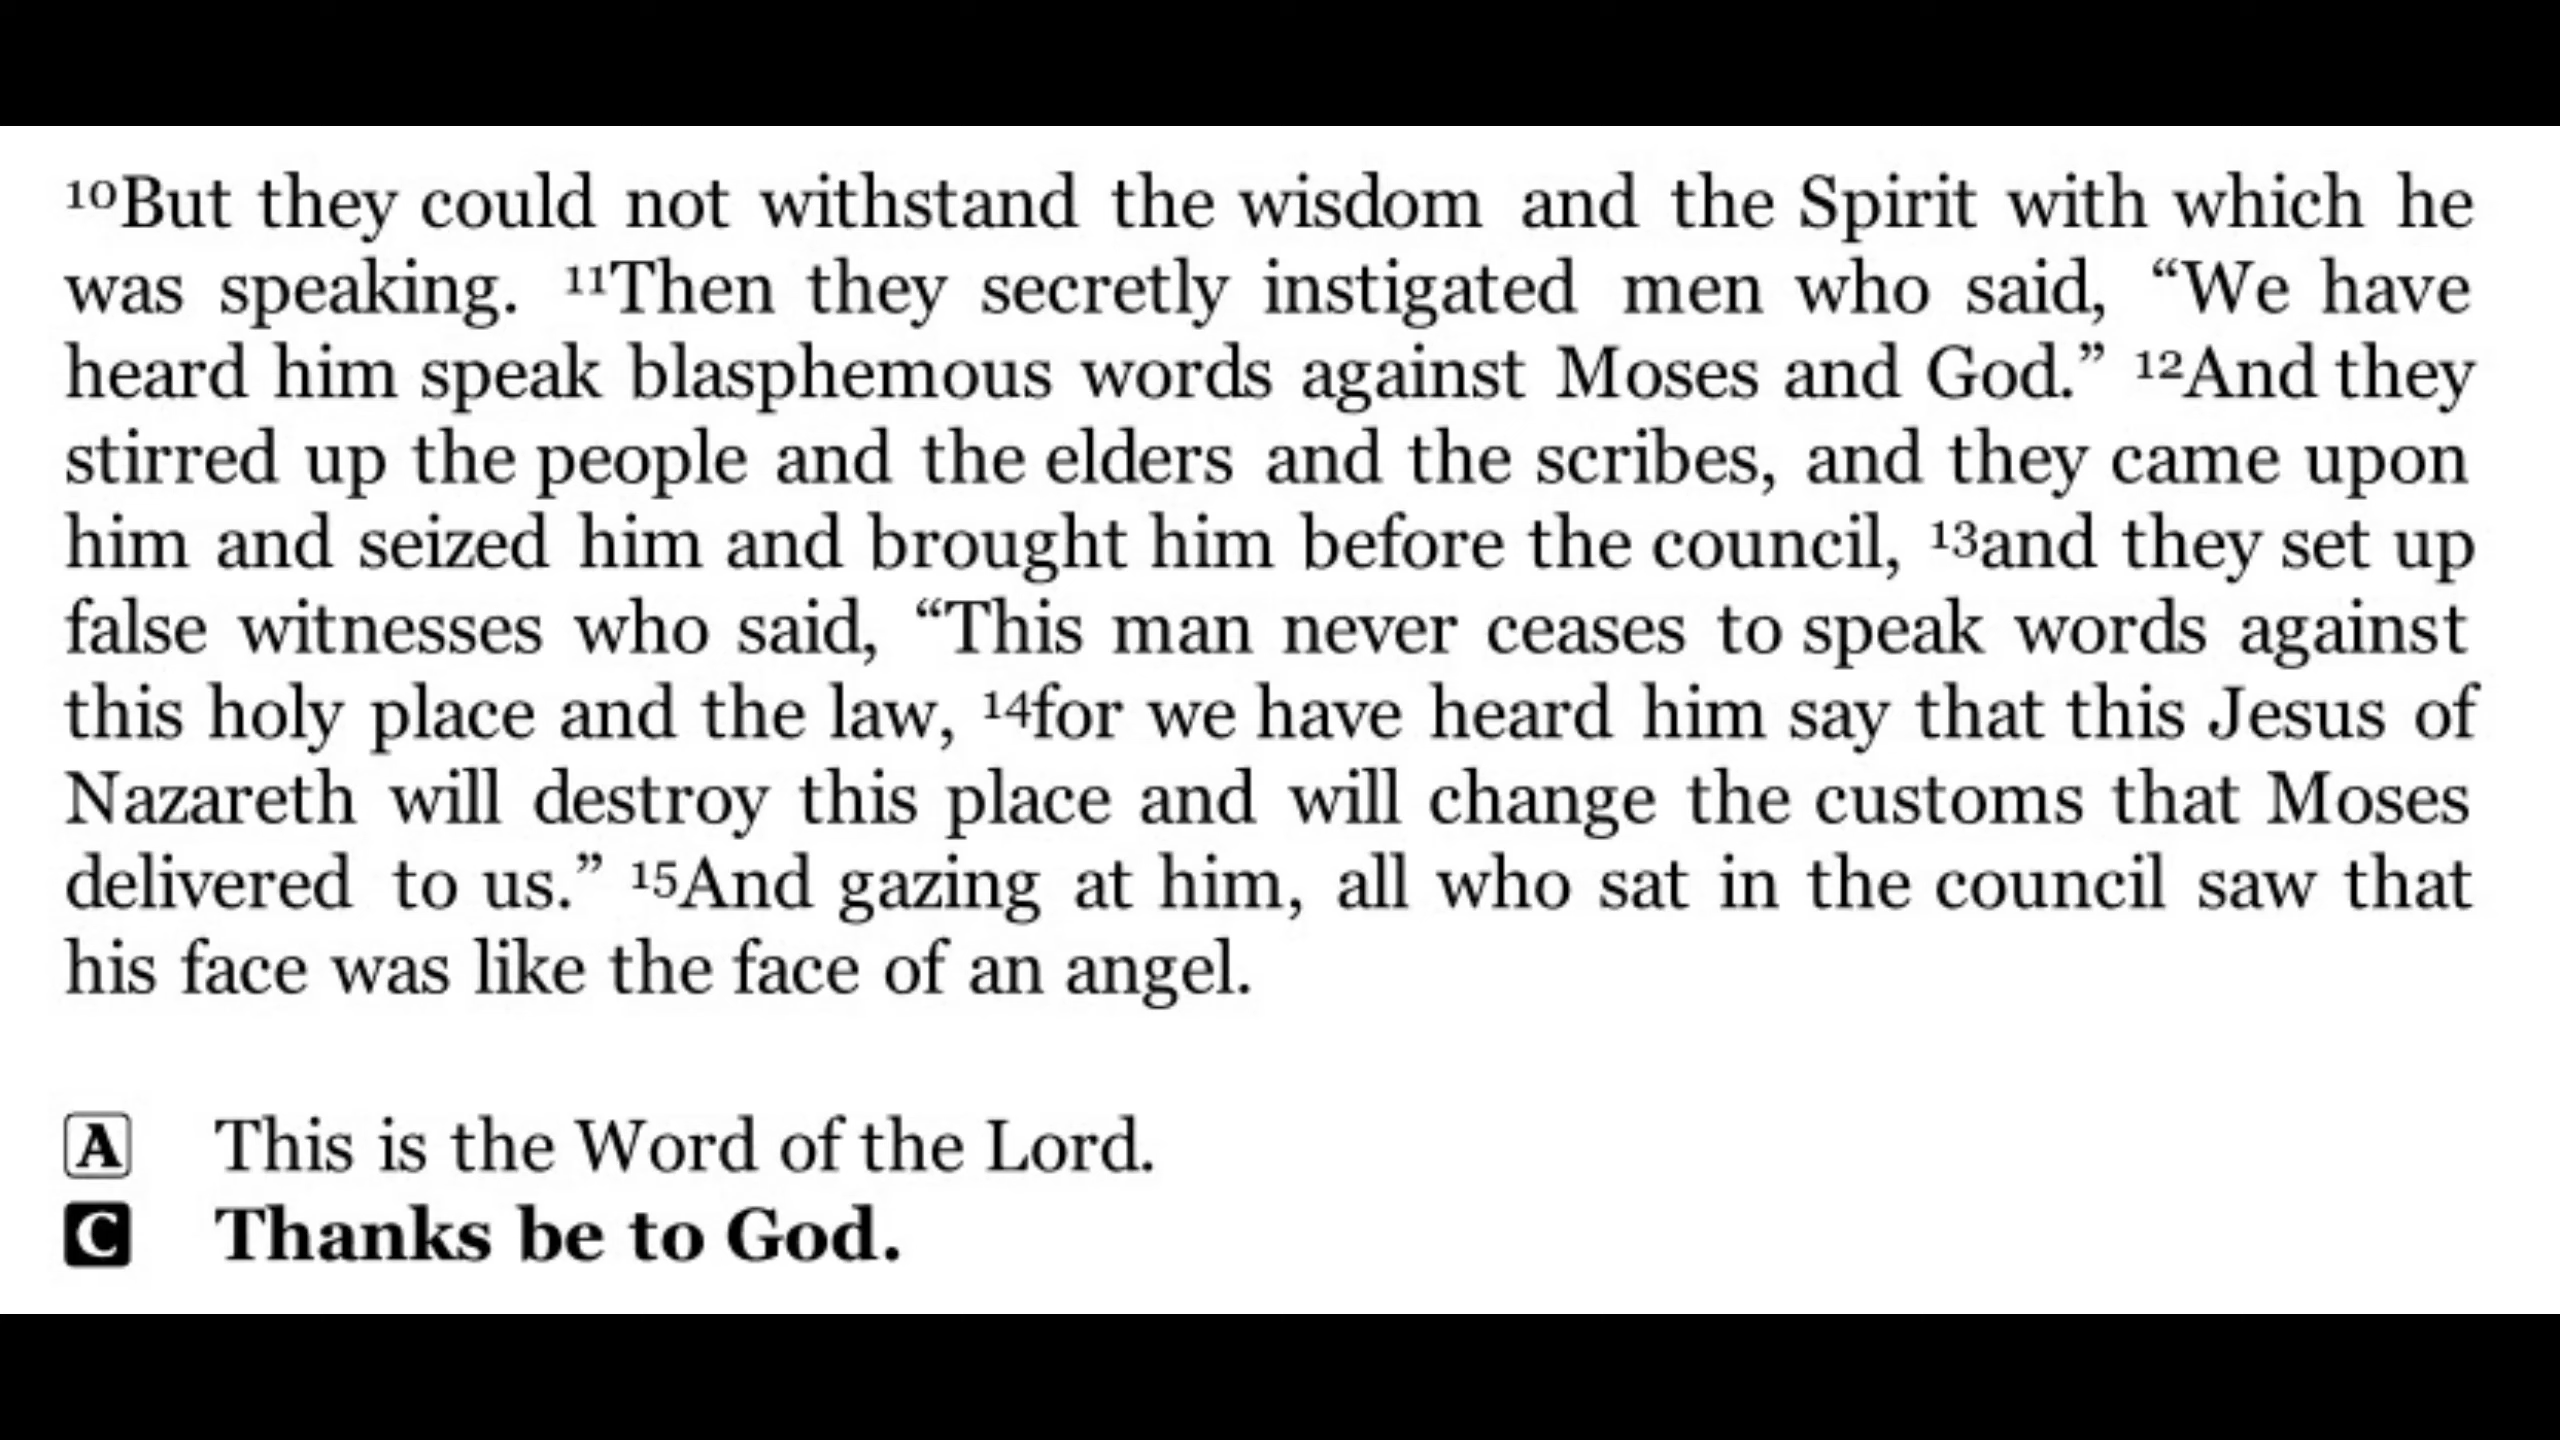 10But they could not withstand the wisdom and the Spirit with which he
was speaking. 11Then they secretly instigated men who said, “We have
heard him speak blasphemous words against Moses and God.” 12And they
stirred up the people and the elders and the scribes, and they came upon
him and seized him and brought him before the council, 13and they set up
false witnesses who said, “This man never ceases to speak words against
this holy place and the law, 14for we have heard him say that this Jesus of
Nazareth will destroy this place and will change the customs that Moses
delivered to us.” 15And gazing at him, all who sat in the council saw that
his face was like the face of an angel.
A This is the Word of the Lord.
C Thanks be to God.